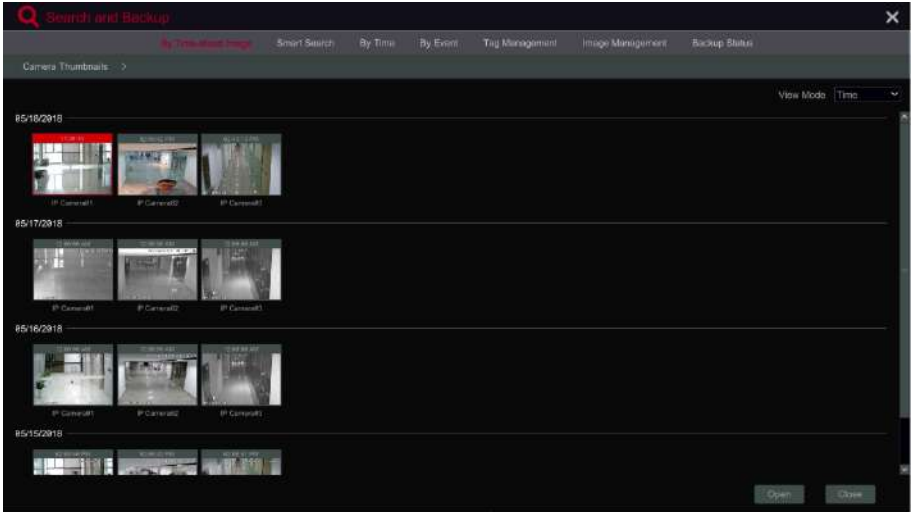 Search and Backup
By Time-sliced Image Smart Search By Time By Event Tag Management Image Management Backup Status
Camera Thumbnails >
View Mode Time
05/18/2018
IP Camera01 IP Camera02 IP Camera03
05/17/2018
IP Camera01 IP Camera02 IP Camera03
05/16/2018
IP Camera01 IP Camera02 IP Camera03
05/15/2018
Open Close